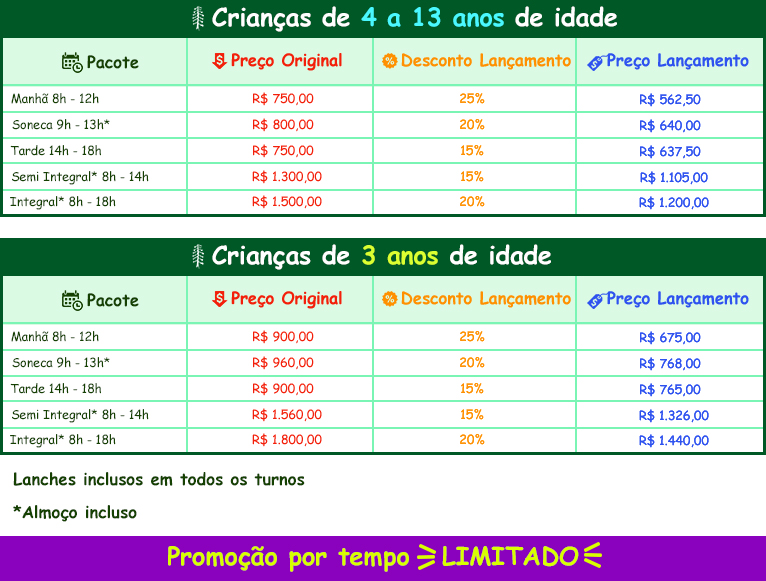 Crianças de 4 a 13 anos de idade
Pacote Preço Original Desconto Lançamento Preço Lançamento
Manhã 8h - 12h R$ 750,00 25% R$ 562,50
Soneca 9h - 13h* R$ 800,00 20% R$ 640,00
Tarde 14h - 18h R$ 750,00 15% R$ 637,50
Semi Integral* 8h - 14h R$ 1.300,00 15% R$ 1.105,00
Integral* 8h - 18h R$ 1.500,00 20% R$ 1.200,00
Crianças de 3 anos de idade
Pacote Preço Original Desconto Lançamento Preço Lançamento
Manhã 8h - 12h R$ 900,00 25% R$ 675,00
Soneca 9h - 13h* R$ 960,00 20% R$ 768,00
Tarde 14h - 18h R$ 900,00 15% R$ 765,00
Semi Integral* 8h - 14h R$ 1.560,00 15% R$ 1.326,00
Integral* 8h - 18h R$ 1.800,00 20% R$ 1.440,00
Lanches inclusos em todos os turnos
*Almoço incluso
Promoção por tempo LIMITADO